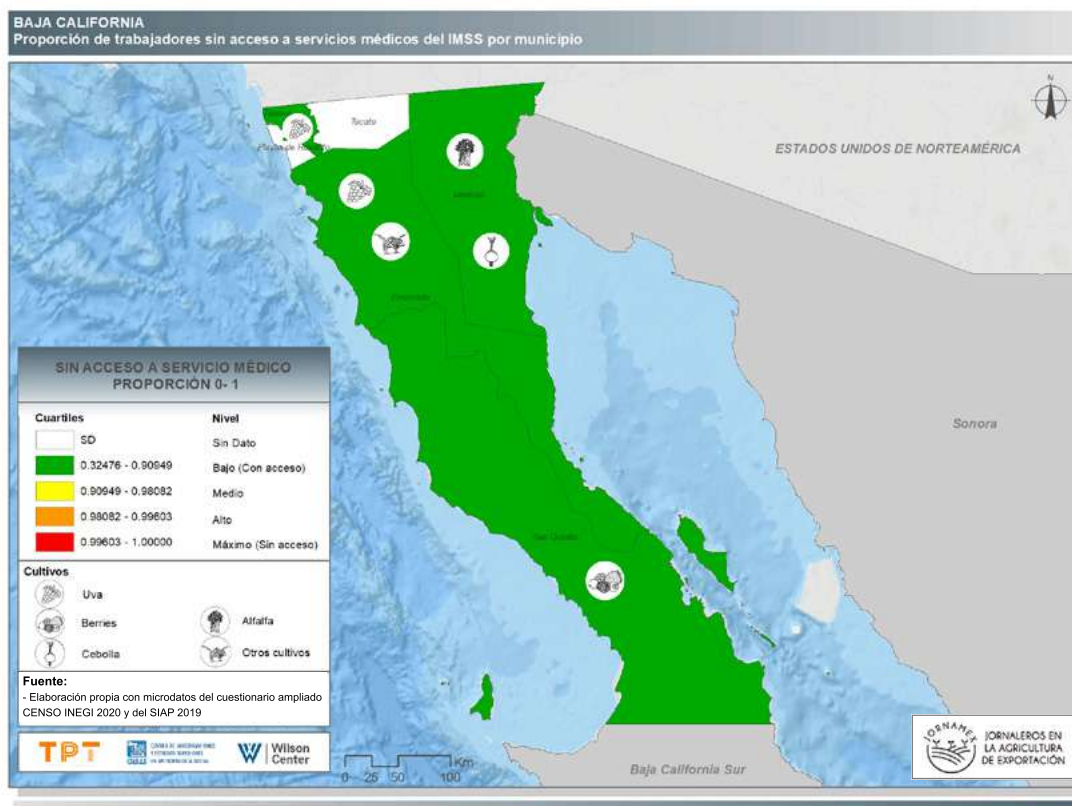 BAJA CALIFORNIA
Proporción de trabajadores sin acceso a servicios médicos del IMSS por municipio
N
Tecate
ESTADOS UNIDOS DE NORTEAMÉRICA
Mexicali
Ensenada
SIN ACCESO A SERVICIO MÉDICO
PROPORCIÓN 0- 1
Cuartiles Nivel
SD Sin Dato
0.32476 - 0.90949 Bajo (Con acceso)
0.90949 - 0.98082 Medio
0.98082 - 0.99603 Alto
0.99603 - 1.00000 Máximo (Sin acceso)
Sonora
San Quintín
Cultivos
Uva
Berries Alfalfa
Cebolla Otros cultivos
Fuente:
- Elaboración propia con microdatos del cuestionario ampliado
CENSO INEGI 2020 y del SIAP 2019
TPT
Wilson
Center
Km
0 25 50 100
Baja California Sur
JORNAMEX
JORNALEROS EN
LA AGRICULTURA
DE EXPORTACIÓN